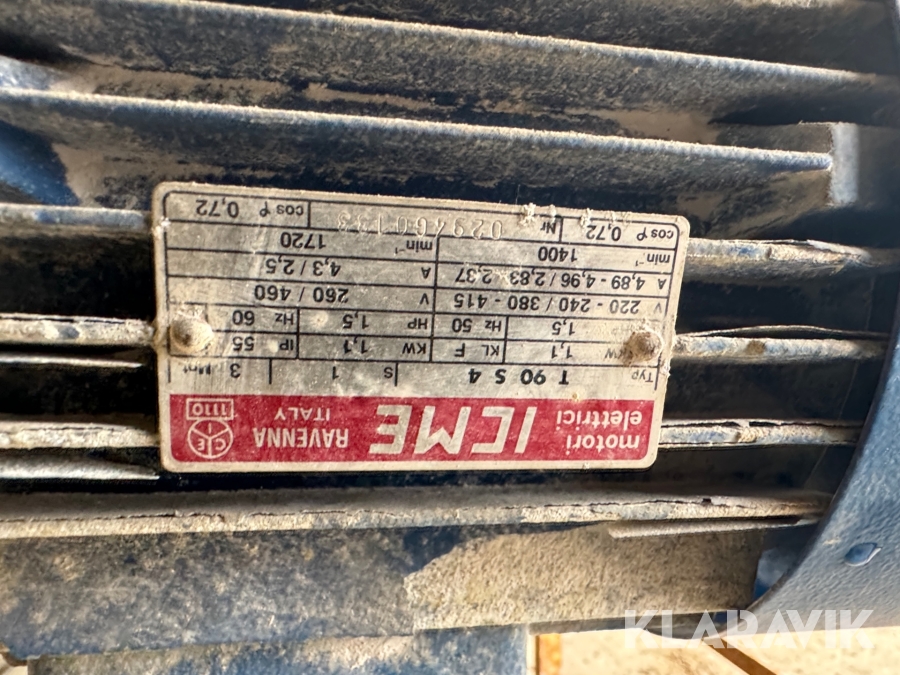 motori
elettrici
ICME
RAVENNA
ITALY
1110
Typ T 90 S 4 S 1 3 Mnt
kW 1,1 KL F kW 1,1 IP 55
HP 1,5 Hz 50 HP 1,5 Hz 60
V 220 - 240 / 380 - 415 V 260 / 460
A 4,89 - 4,96 / 2,83 - 2,37 A 4,3 / 2,5
min⁻¹ 1400 min⁻¹ 1720
cos φ 0,72 Nr cos φ 0,72
KLARAVIK